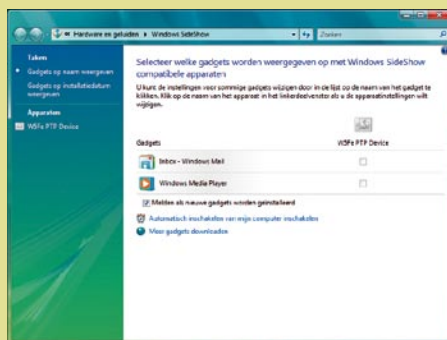 Hardware en geluiden ▸ Windows SideShow
Zoeken
Taken
Gadgets op naam weergeven
Gadgets op installatiedatum
weergeven
Apparaten
WSFe PTP Device
Selecteer welke gadgets worden weergegeven op met Windows SideShow
compatibele apparaten
U kunt de instellingen voor sommige gadgets wijzigen door in de lijst op de naam van het gadget te
klikken. Klik op de naam van het apparaat in het linkerdeelvenster als u de apparaatinstellingen wilt
wijzigen.
Gadgets
WSFe PTP Device
Inbox - Windows Mail
Windows Media Player
Melden als nieuwe gadgets worden geïnstalleerd
Automatisch inschakelen van mijn computer inschakelen
Meer gadgets downloaden